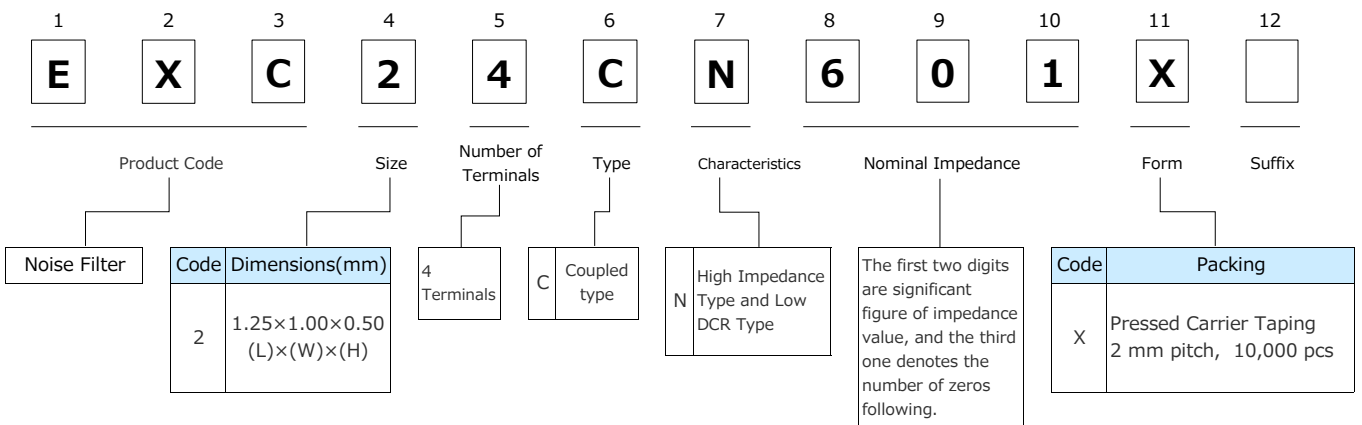 1 2 3 4 5 6 7 8 9 10 11 12
E X C 2 4 C N 6 0 1 X
Product Code
Size
Number of
Terminals
Type
Characteristics
Nominal Impedance
Form
Suffix
Noise Filter
Code Dimensions(mm)
2 1.25×1.00×0.50
(L)×(W)×(H)
4
Terminals
C Coupled
type
N High Impedance
Type and Low
DCR Type
The first two digits
are significant
figure of impedance
value, and the third
one denotes the
number of zeros
following.
Code Packing
X Pressed Carrier Taping
2 mm pitch, 10,000 pcs